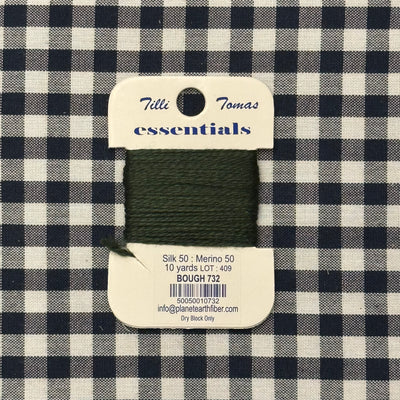 Tilli Tomas
essentials
Silk 50 : Merino 50
10 yards LOT : 409
BOUGH 732
50050010732
info@planetearthfiber.com
Dry Block Only